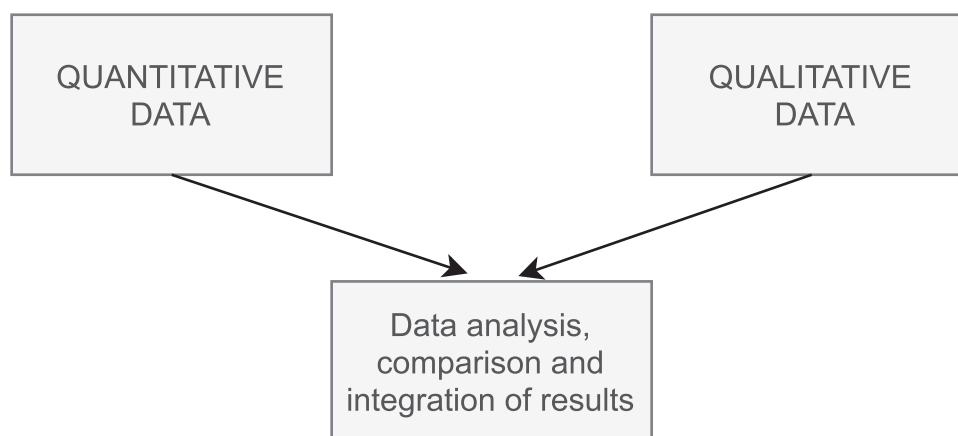 QUANTITATIVE
DATA
QUALITATIVE
DATA
Data analysis,
comparison and
integration of results